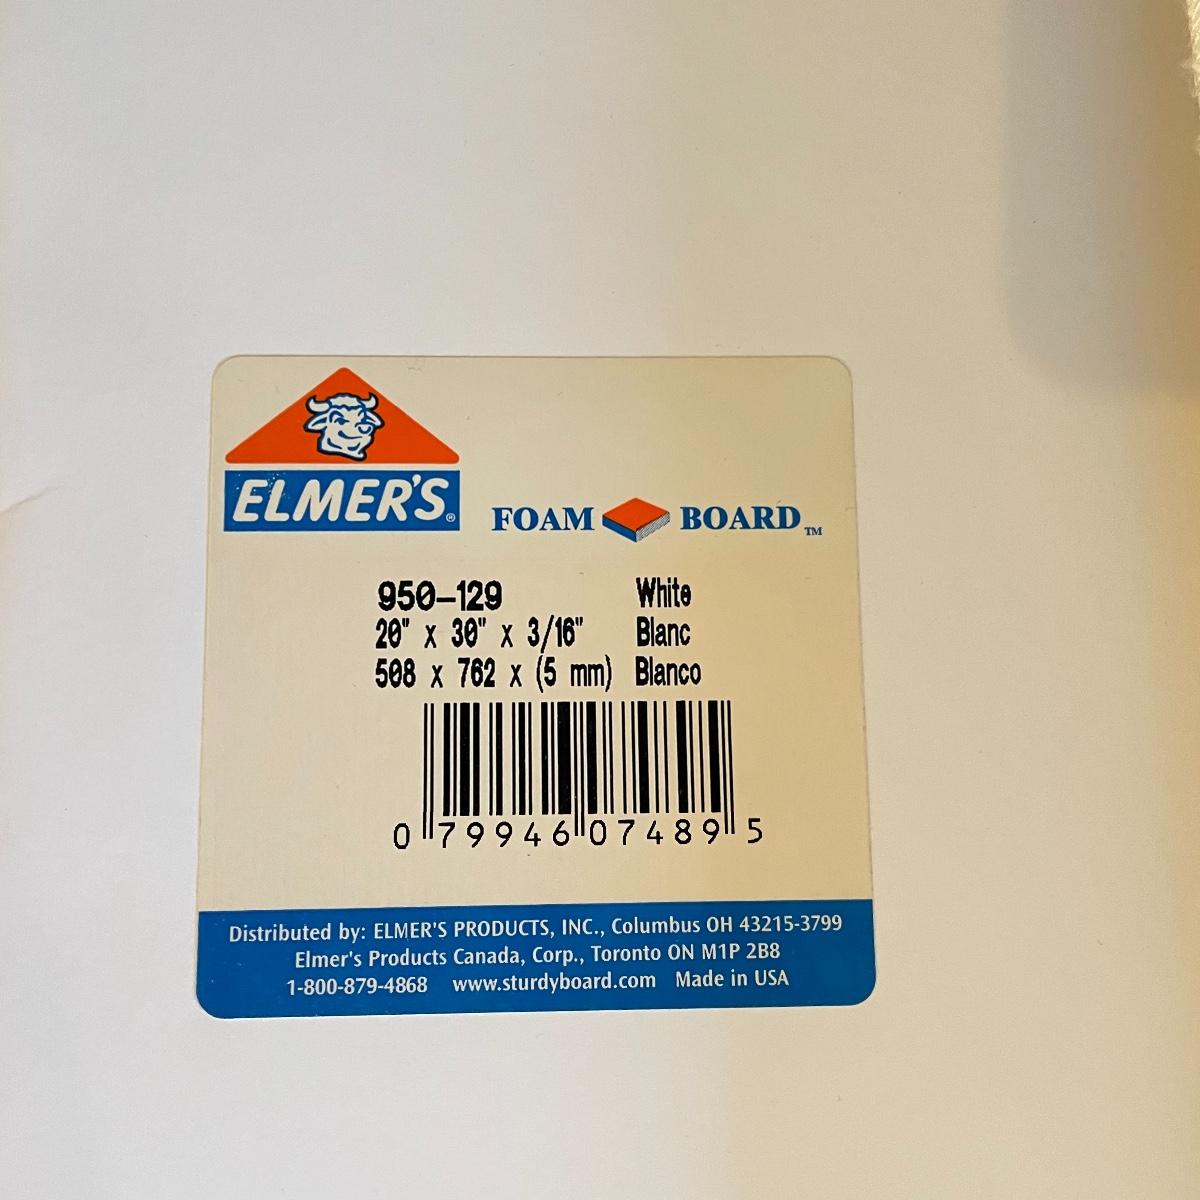 ELMER'S®
FOAM BOARD™
950-129 White
20" x 30" x 3/16" Blanc
508 x 762 x (5 mm) Blanco
0 79946 07489 5
Distributed by: ELMER'S PRODUCTS, INC., Columbus OH 43215-3799
Elmer's Products Canada, Corp., Toronto ON M1P 2B8
1-800-879-4868 www.sturdyboard.com Made in USA